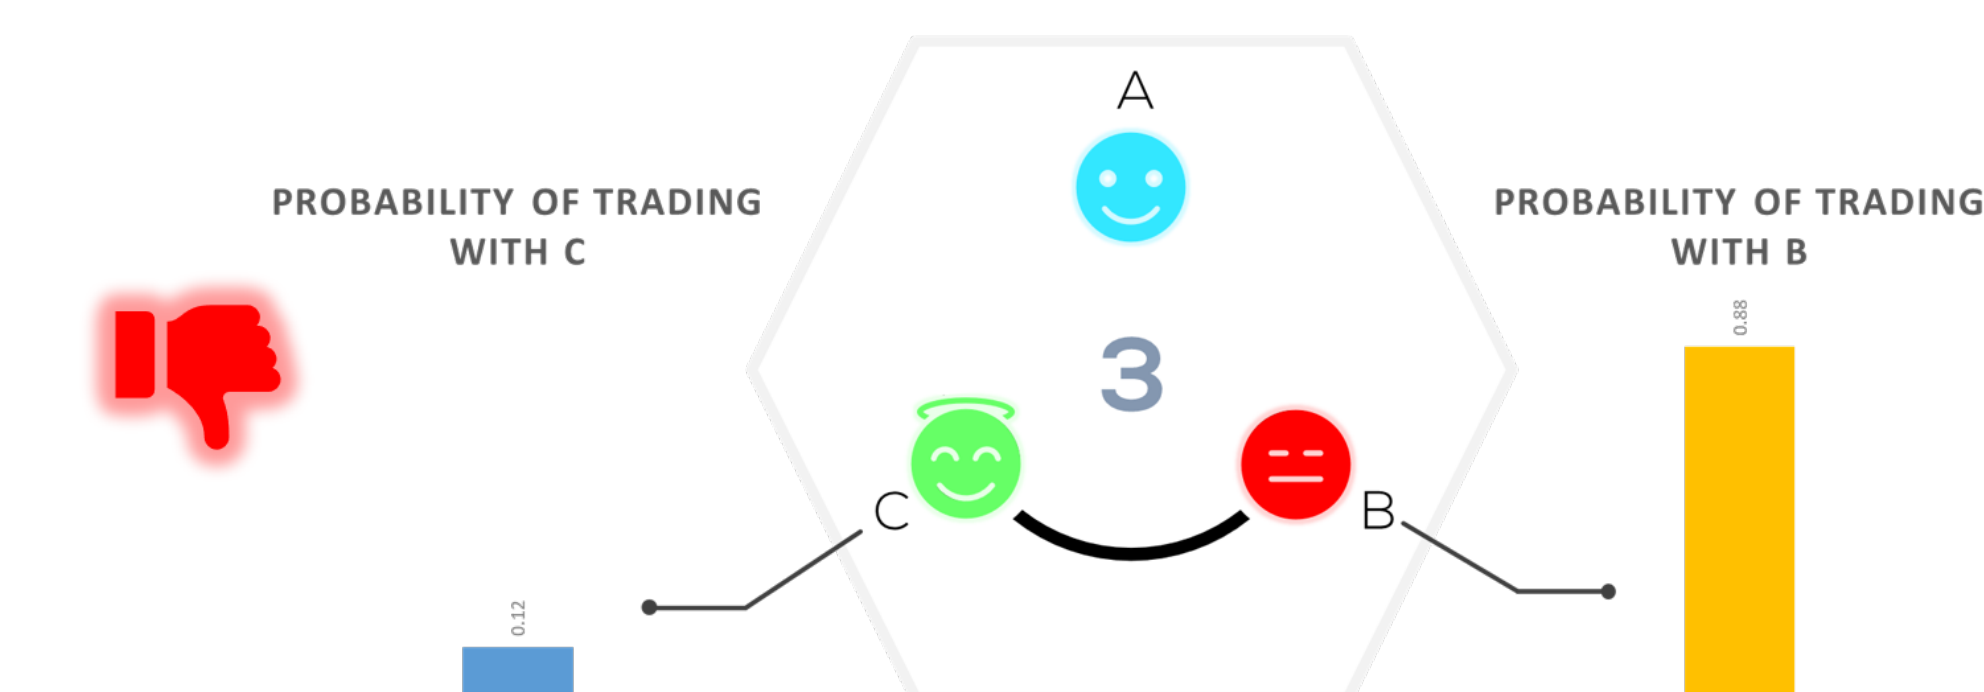 A
PROBABILITY OF TRADING
WITH C
PROBABILITY OF TRADING
WITH B
0.88
3
C
B
0.12